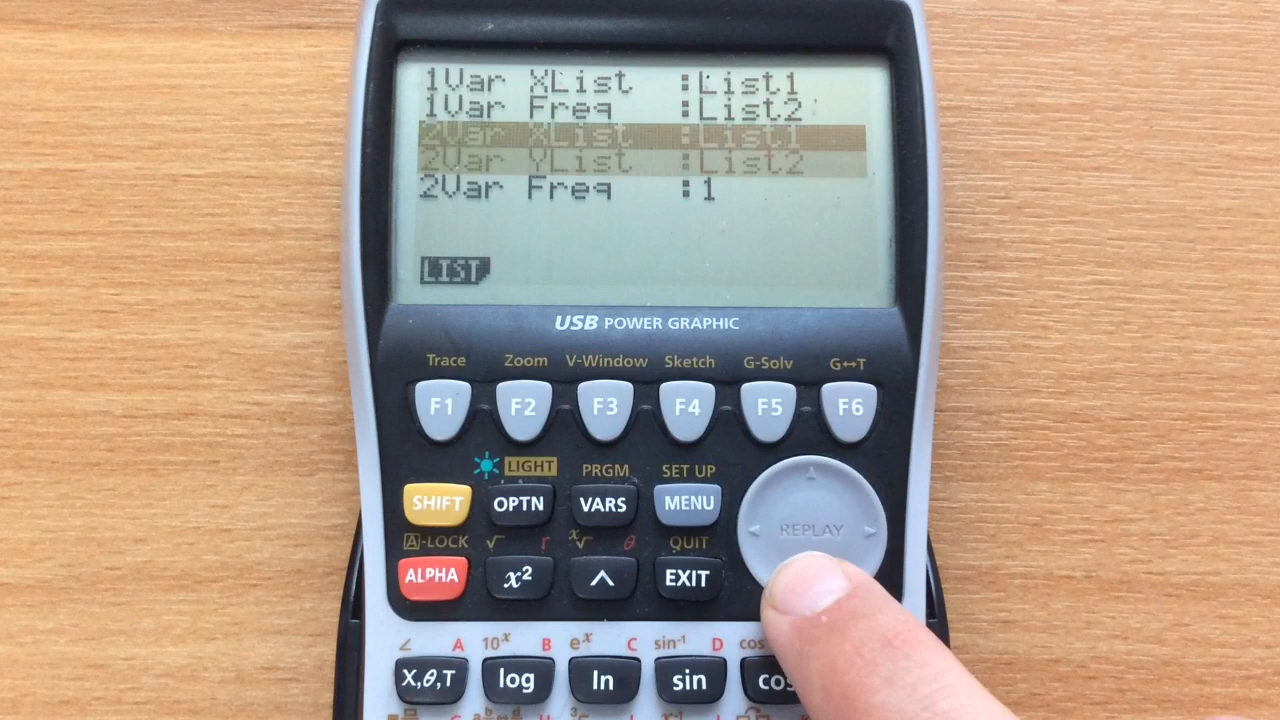 1Var XList :List1
1Var Freq :List2
2Var XList :List1
2Var YList :List2
2Var Freq :1
LIST
USB POWER GRAPHIC
Trace Zoom V-Window Sketch G-Solv G↔T
F1 F2 F3 F4 F5 F6
LIGHT PRGM SET UP
SHIFT OPTN VARS MENU
REPLAY
A-LOCK √ r ˣ√ θ QUIT
ALPHA x² ^ EXIT
∠ A 10ˣ B eˣ C sin⁻¹ D cos
X,θ,T log ln sin cos